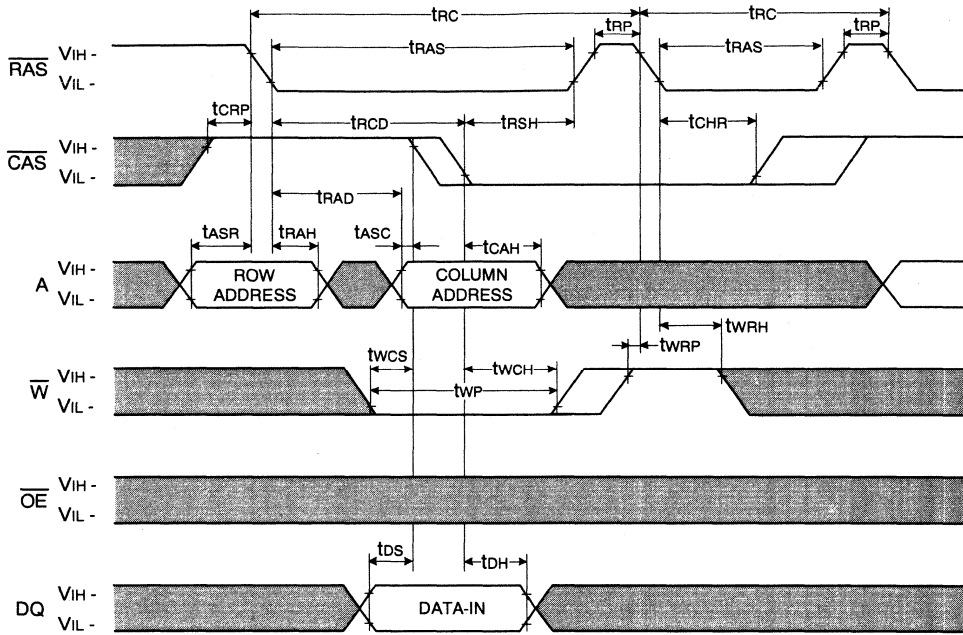 tRC tRC
tRP tRP
tRAS tRAS
RAS VIH -
VIL -
tCRP tRCD tRSH tCHR
CAS VIH -
VIL -
tRAD
tASR tRAH tASC tCAH
A VIH -
VIL -
ROW
ADDRESS
COLUMN
ADDRESS
tWRH
tWRP
tWCS tWCH
tWP
W VIH -
VIL -
OE VIH -
VIL -
tDS tDH
DQ VIH -
VIL -
DATA-IN